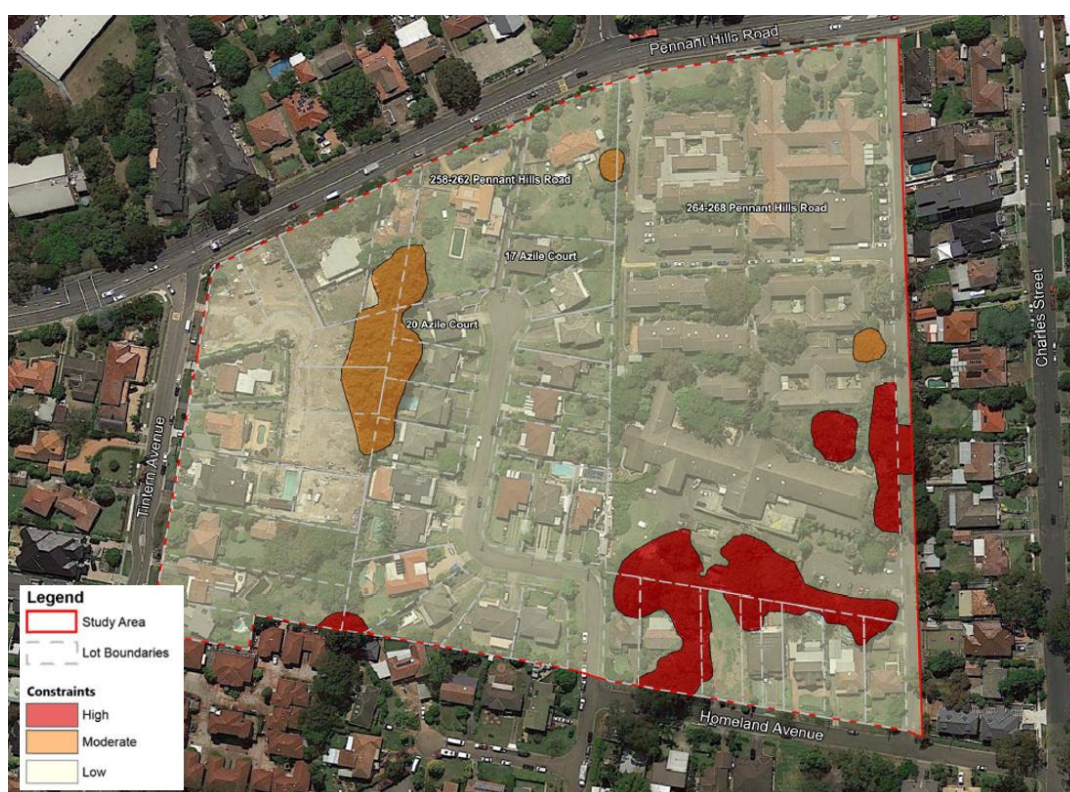 Pennant Hills Road
258-262 Pennant Hills Road
264-268 Pennant Hills Road
17 Azile Court
20 Azile Court
Charles Street
Tintern Avenue
Homeland Avenue
Legend
Study Area
Lot Boundaries
Constraints
High
Moderate
Low